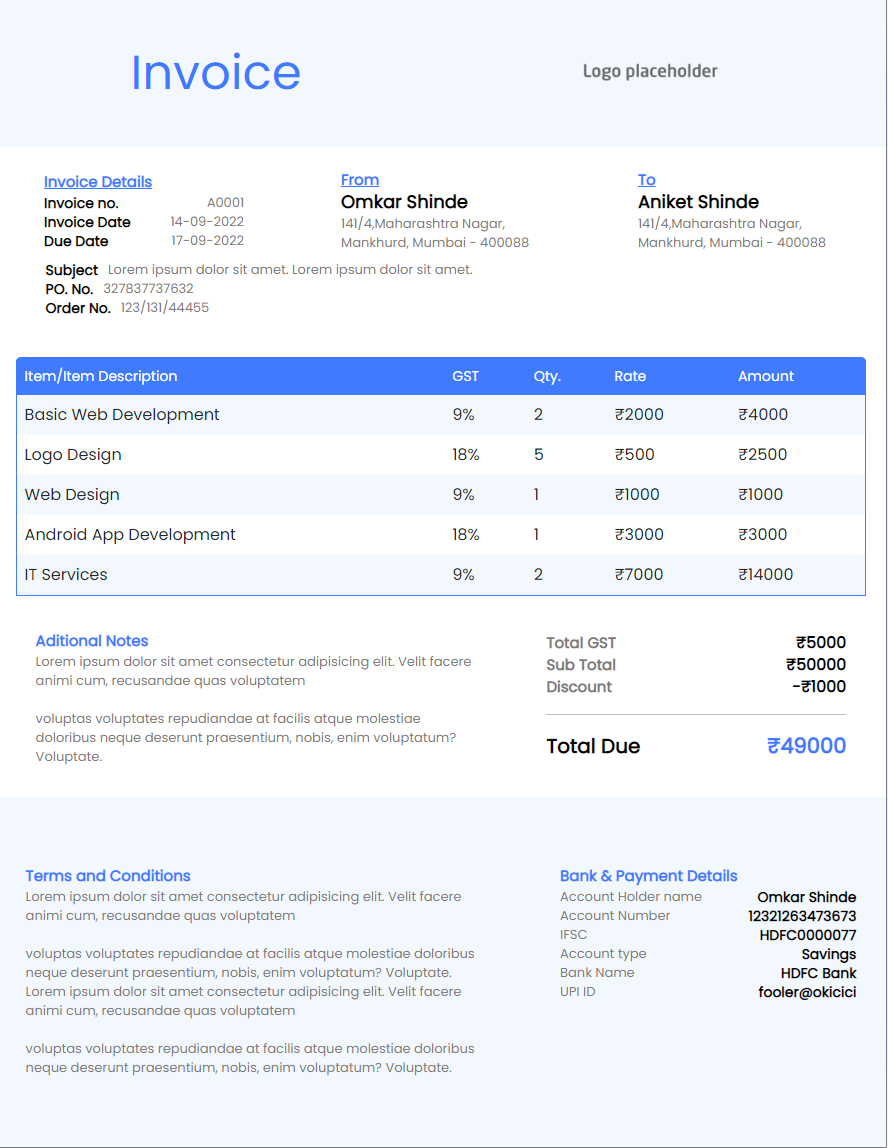 Invoice
Logo placeholder
Invoice Details
Invoice no. A0001
Invoice Date 14-09-2022
Due Date 17-09-2022
From
Omkar Shinde
141/4,Maharashtra Nagar,
Mankhurd, Mumbai - 400088
To
Aniket Shinde
141/4,Maharashtra Nagar,
Mankhurd, Mumbai - 400088
Subject Lorem ipsum dolor sit amet. Lorem ipsum dolor sit amet.
PO. No. 327837737632
Order No. 123/131/44455
Item/Item Description GST Qty. Rate Amount
Basic Web Development 9% 2 ₹2000 ₹4000
Logo Design 18% 5 ₹500 ₹2500
Web Design 9% 1 ₹1000 ₹1000
Android App Development 18% 1 ₹3000 ₹3000
IT Services 9% 2 ₹7000 ₹14000
Aditional Notes
Lorem ipsum dolor sit amet consectetur adipisicing elit. Velit facere
animi cum, recusandae quas voluptatem
voluptas voluptates repudiandae at facilis atque molestiae
doloribus neque deserunt praesentium, nobis, enim voluptatum?
Voluptate.
Total GST ₹5000
Sub Total ₹50000
Discount -₹1000
Total Due ₹49000
Terms and Conditions
Lorem ipsum dolor sit amet consectetur adipisicing elit. Velit facere
animi cum, recusandae quas voluptatem
voluptas voluptates repudiandae at facilis atque molestiae doloribus
neque deserunt praesentium, nobis, enim voluptatum? Voluptate.
Lorem ipsum dolor sit amet consectetur adipisicing elit. Velit facere
animi cum, recusandae quas voluptatem
voluptas voluptates repudiandae at facilis atque molestiae doloribus
neque deserunt praesentium, nobis, enim voluptatum? Voluptate.
Bank & Payment Details
Account Holder name Omkar Shinde
Account Number 12321263473673
IFSC HDFC0000077
Account type Savings
Bank Name HDFC Bank
UPI ID fooler@okicici